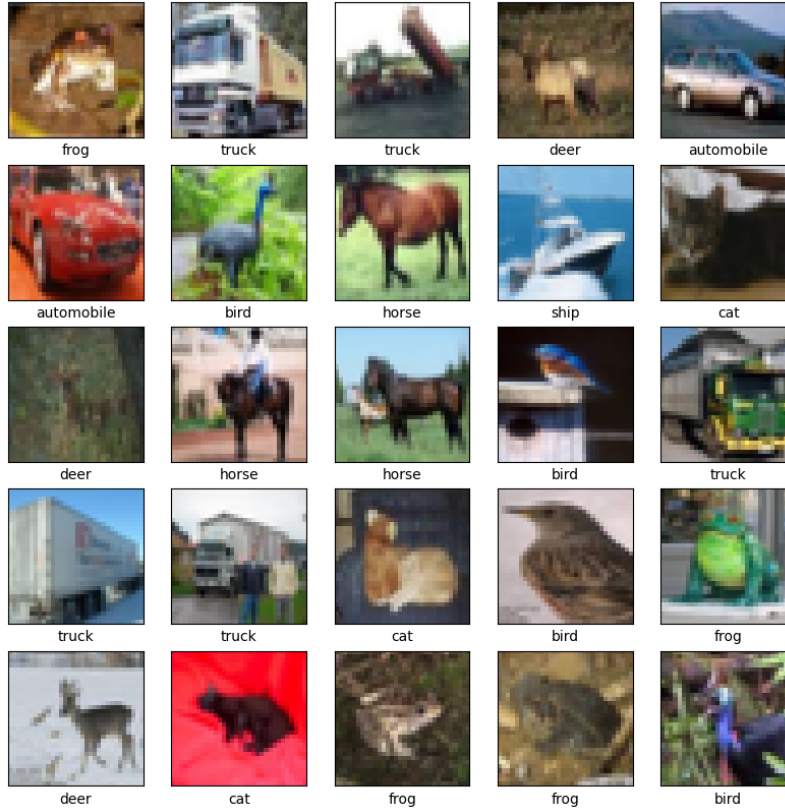 frog truck truck deer automobile
automobile bird horse ship cat
deer horse horse bird truck
truck truck cat bird frog
deer cat frog frog bird